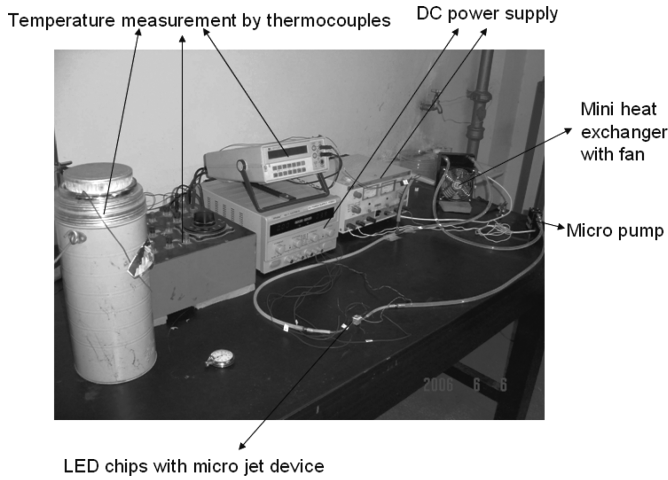 Temperature measurement by thermocouples
DC power supply
Mini heat
exchanger
with fan
Micro pump
2006 6 6
LED chips with micro jet device